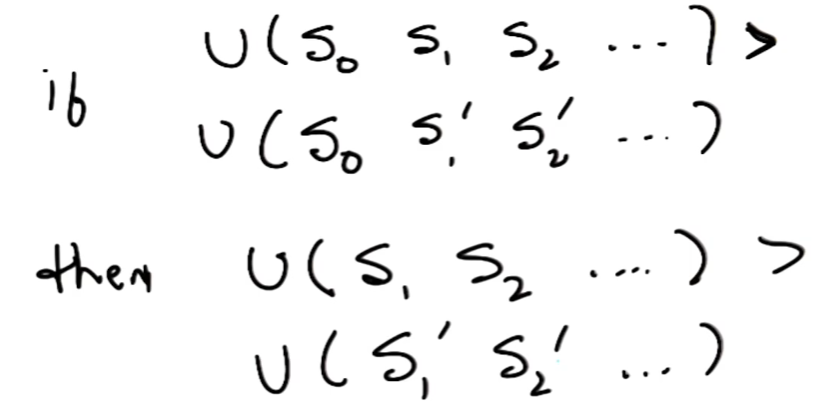 U(S₀ S₁ S₂ ...) >
if
U(S₀ S₁' S₂' ...)
then U(S₁ S₂ ....) >
U(S₁' S₂' ...)